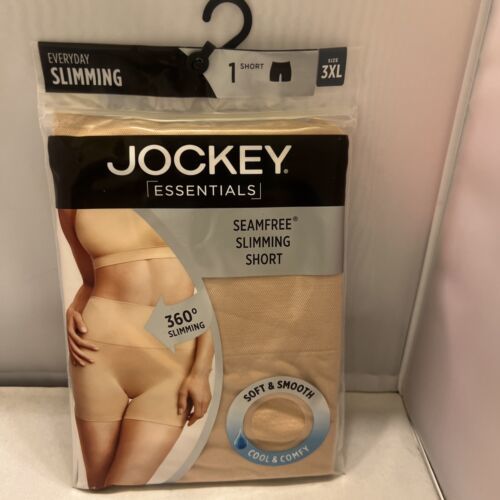 EVERYDAY
SLIMMING
1 SHORT
SIZE
3XL
JOCKEY®
ESSENTIALS
SEAMFREE®
SLIMMING
SHORT
360°
SLIMMING
SOFT & SMOOTH
COOL & COMFY